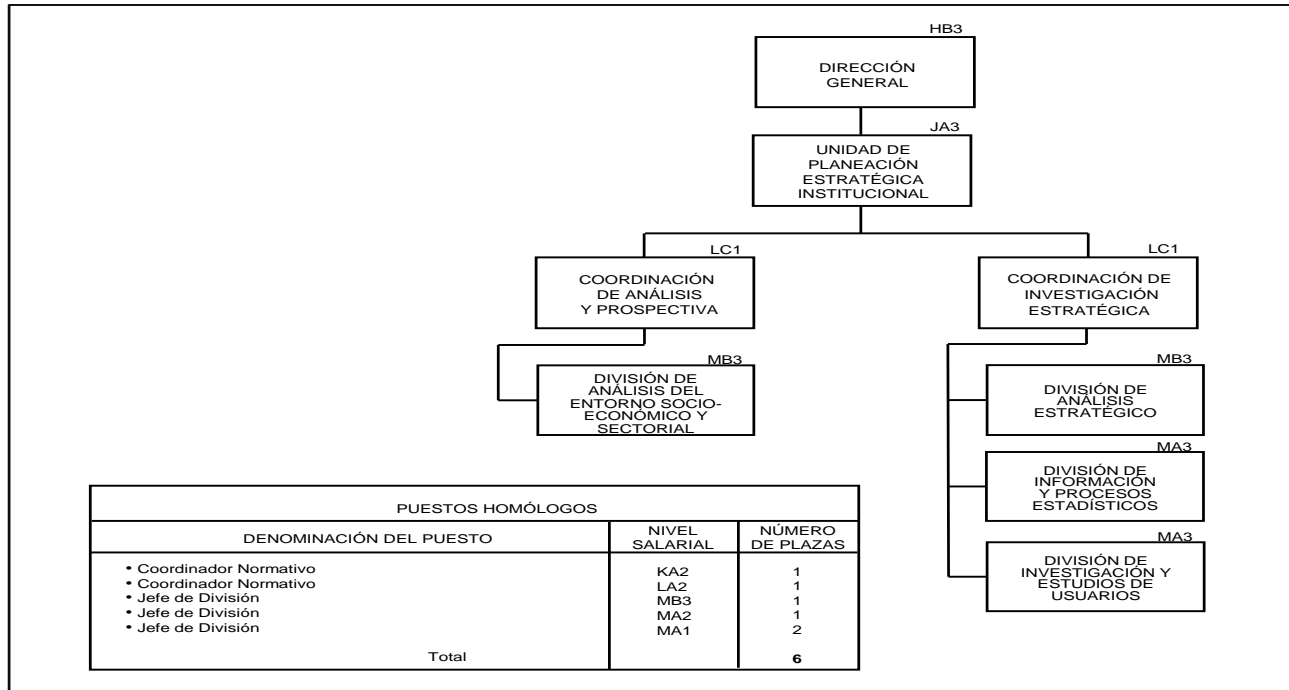 HB3
DIRECCIÓN
GENERAL
JA3
UNIDAD DE
PLANEACIÓN
ESTRATÉGICA
INSTITUCIONAL
LC1
COORDINACIÓN
DE ANÁLISIS
Y PROSPECTIVA
LC1
COORDINACIÓN DE
INVESTIGACIÓN
ESTRATÉGICA
MB3
DIVISIÓN DE
ANÁLISIS DEL
ENTORNO SOCIO-
ECONÓMICO Y
SECTORIAL
MB3
DIVISIÓN DE
ANÁLISIS
ESTRATÉGICO
MA3
DIVISIÓN DE
INFORMACIÓN
Y PROCESOS
ESTADÍSTICOS
MA3
DIVISIÓN DE
INVESTIGACIÓN Y
ESTUDIOS DE
USUARIOS
PUESTOS HOMÓLOGOS
DENOMINACIÓN DEL PUESTO
NIVEL
SALARIAL
NÚMERO
DE PLAZAS
• Coordinador Normativo KA2 1
• Coordinador Normativo LA2 1
• Jefe de División MB3 1
• Jefe de División MA2 1
• Jefe de División MA1 2
Total 6